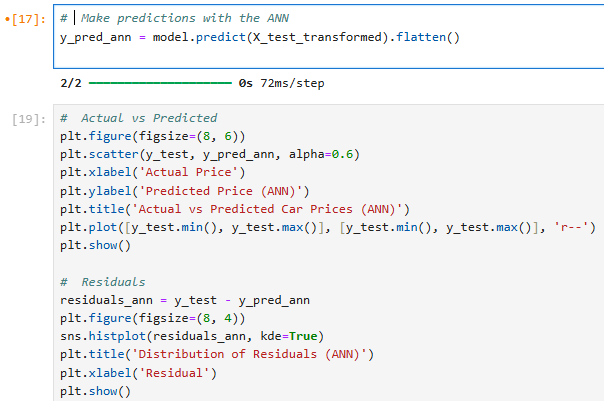 [17]: # Make predictions with the ANN
y_pred_ann = model.predict(X_test_transformed).flatten()
2/2 ━━━━━━━━━━━━━━━━━━━━ 0s 72ms/step
[19]: # Actual vs Predicted
plt.figure(figsize=(8, 6))
plt.scatter(y_test, y_pred_ann, alpha=0.6)
plt.xlabel('Actual Price')
plt.ylabel('Predicted Price (ANN)')
plt.title('Actual vs Predicted Car Prices (ANN)')
plt.plot([y_test.min(), y_test.max()], [y_test.min(), y_test.max()], 'r--')
plt.show()
# Residuals
residuals_ann = y_test - y_pred_ann
plt.figure(figsize=(8, 4))
sns.histplot(residuals_ann, kde=True)
plt.title('Distribution of Residuals (ANN)')
plt.xlabel('Residual')
plt.show()